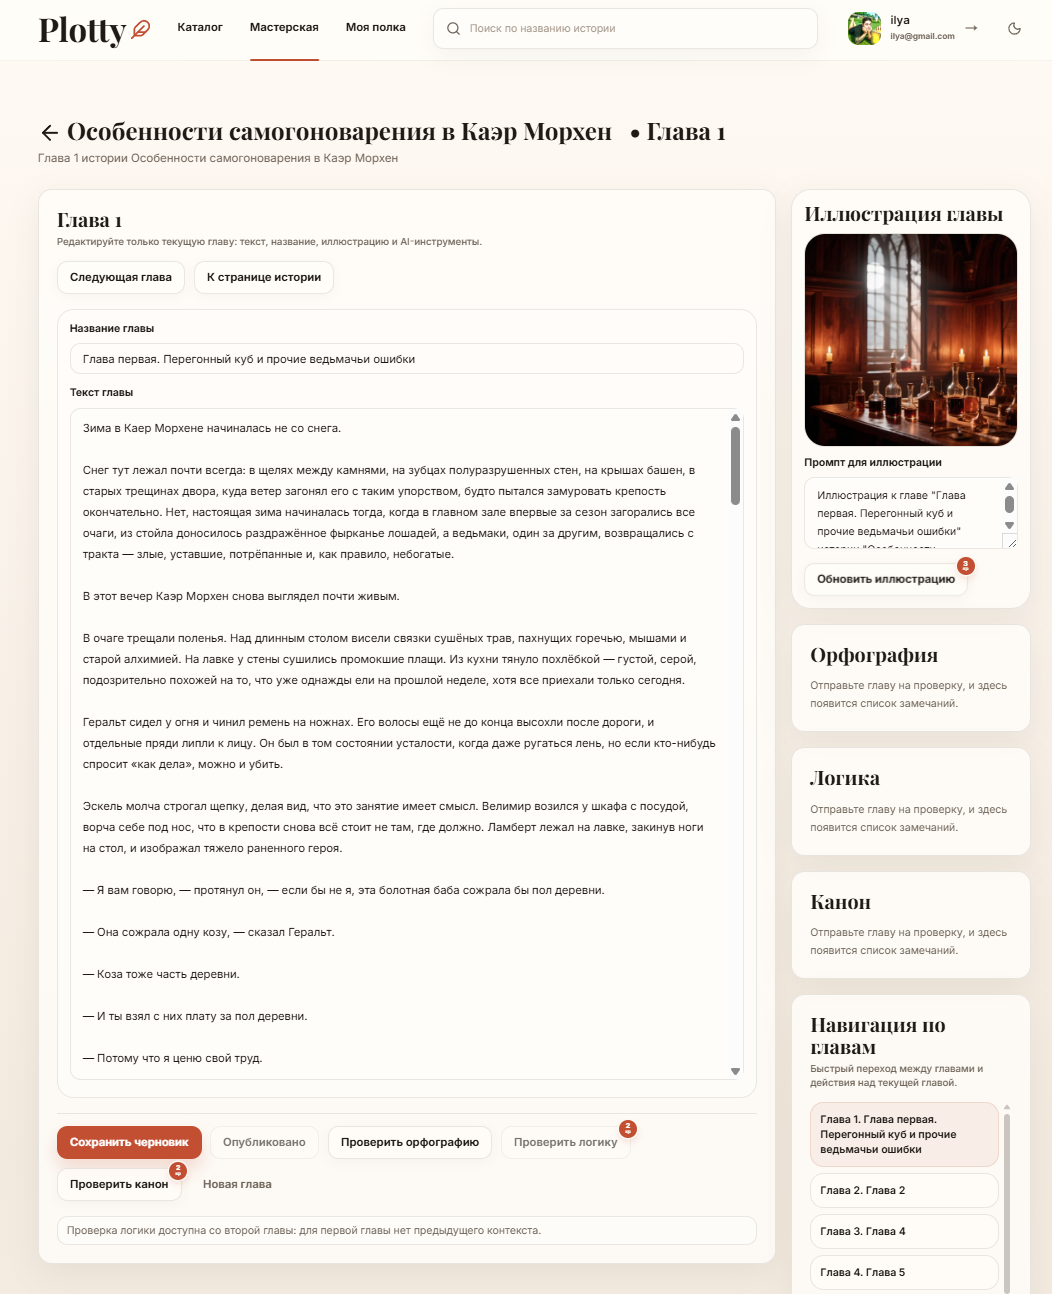 Plotty
Каталог
Мастерская
Моя полка
Поиск по названию истории
ilya
ilya@gmail.com
Особенности самогоноварения в Каэр Морхен • Глава 1
Глава 1 истории Особенности самогоноварения в Каэр Морхен
Глава 1
Редактируйте только текущую главу: текст, название, иллюстрацию и AI-инструменты.
Следующая глава
К странице истории
Название главы
Глава первая. Перегонный куб и прочие ведьмачьи ошибки
Текст главы
Зима в Каер Морхене начиналась не со снега.
Снег тут лежал почти всегда: в щелях между камнями, на зубцах полуразрушенных стен, на крышах башен, в
старых трещинах двора, куда ветер загонял его с таким упорством, будто пытался замуровать крепость
окончательно. Нет, настоящая зима начиналась тогда, когда в главном зале впервые за сезон загорались все
очаги, из стойла доносилось раздражённое фырканье лошадей, а ведьмаки, один за другим, возвращались с
тракта — злые, уставшие, потрёпанные и, как правило, небогатые.
В этот вечер Каэр Морхен снова выглядел почти живым.
В очаге трещали поленья. Над длинным столом висели связки сушёных трав, пахнущих горечью, мышами и
старой алхимией. На лавке у стены сушились промокшие плащи. Из кухни тянуло похлёбкой — густой, серой,
подозрительно похожей на то, что уже однажды ели на прошлой неделе, хотя все приехали только сегодня.
Геральт сидел у огня и чинил ремень на ножнах. Его волосы ещё не до конца высохли после дороги, и
отдельные пряди липли к лицу. Он был в том состоянии усталости, когда даже ругаться лень, но если кто-нибудь
спросит «как дела», можно и убить.
Эскель молча строгал щепку, делая вид, что это занятие имеет смысл. Велимир возился у шкафа с посудой,
ворча себе под нос, что в крепости снова всё стоит не там, где должно. Ламберт лежал на лавке, закинув ноги
на стол, и изображал тяжело раненного героя.
— Я вам говорю, — протянул он, — если бы не я, эта болотная баба сожрала бы пол деревни.
— Она сожрала одну козу, — сказал Геральт.
— Коза тоже часть деревни.
— И ты взял с них плату за пол деревни.
— Потому что я ценю свой труд.
Сохранить черновик
Опубликовано
Проверить орфографию
Проверить логику
2
Проверить канон
2
Новая глава
Проверка логики доступна со второй главы: для первой главы нет предыдущего контекста.
Иллюстрация главы
Промпт для иллюстрации
Иллюстрация к главе "Глава
первая. Перегонный куб и
прочие ведьмачьи ошибки"
истории "Особенности
Обновить иллюстрацию
3
Орфография
Отправьте главу на проверку, и здесь
появится список замечаний.
Логика
Отправьте главу на проверку, и здесь
появится список замечаний.
Канон
Отправьте главу на проверку, и здесь
появится список замечаний.
Навигация по
главам
Быстрый переход между главами и
действия над текущей главой.
Глава 1. Глава первая.
Перегонный куб и прочие
ведьмачьи ошибки
Глава 2. Глава 2
Глава 3. Глава 4
Глава 4. Глава 5